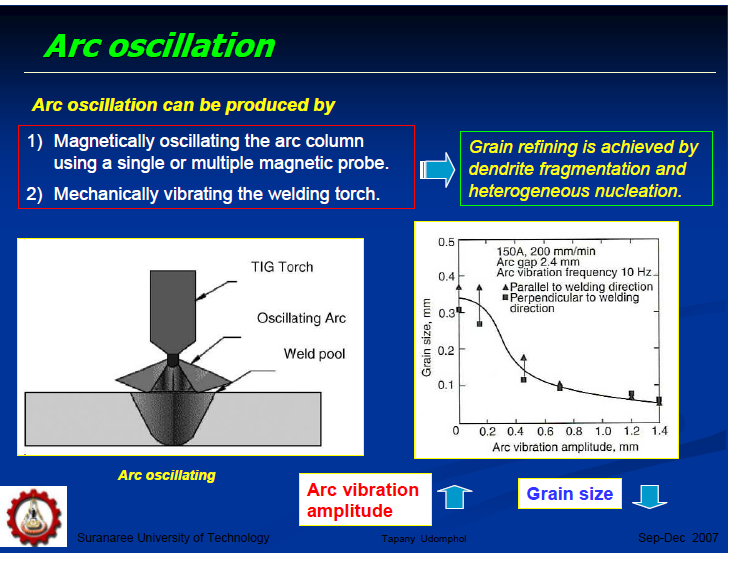 Arc oscillation
Arc oscillation can be produced by
1) Magnetically oscillating the arc column
using a single or multiple magnetic probe.
2) Mechanically vibrating the welding torch.
Grain refining is achieved by
dendrite fragmentation and
heterogeneous nucleation.
TIG Torch
Oscillating Arc
Weld pool
Arc oscillating
150A, 200 mm/min
Arc gap 2.4 mm
Arc vibration frequency 10 Hz
▲Parallel to welding direction
■Perpendicular to welding
direction
Grain size, mm
0.5
0.4
0.3
0.2
0.1
0 0.2 0.4 0.6 0.8 1.0 1.2 1.4
Arc vibration amplitude, mm
Arc vibration
amplitude
Grain size
Suranaree University of Technology
Tapany Udomphol
Sep-Dec 2007